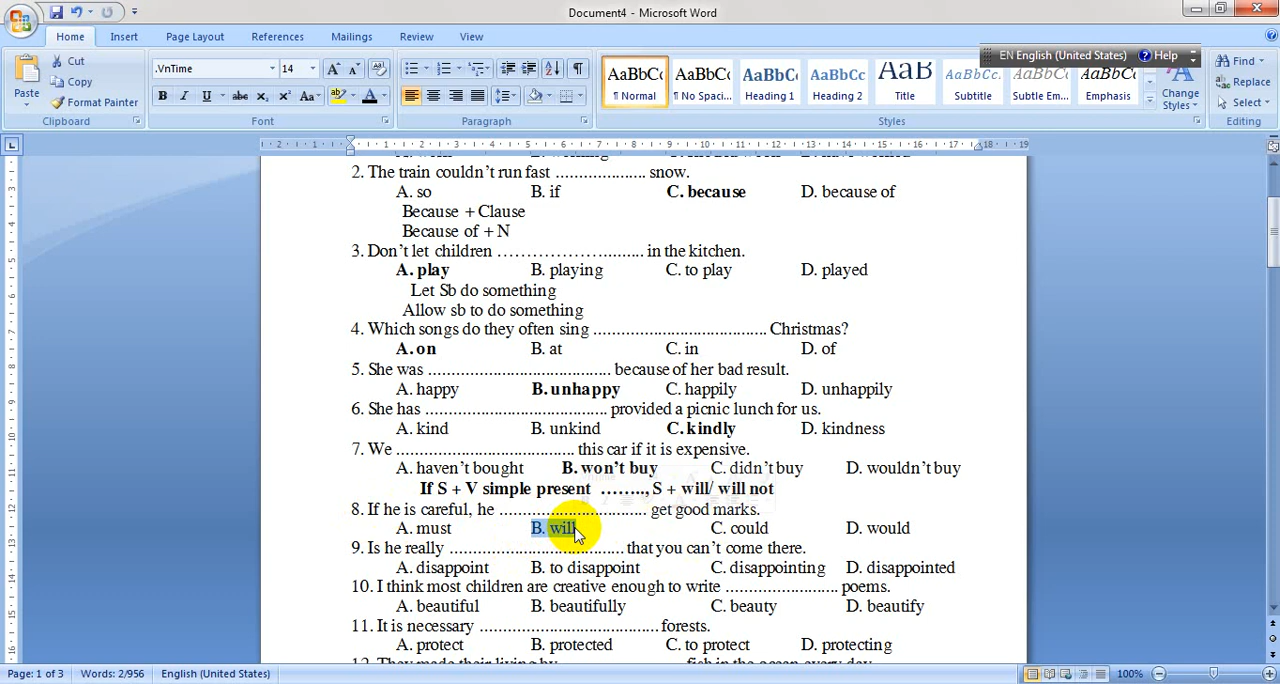 Document4 - Microsoft Word
Home Insert Page Layout References Mailings Review View
EN English (United States) Help
Paste
Cut
Copy
Format Painter
Clipboard
.VnTime 14
B I U abc
Font
Paragraph
AaBbCc AaBbCc AaBbC AaBbCc AaB AaBbCc. AaBbCc AaBbCc
¶ Normal ¶ No Spaci... Heading 1 Heading 2 Title Subtitle Subtle Em... Emphasis
Change Styles
Styles
Find
Replace
Select
Editing
2. The train couldn't run fast .................... snow.
A. so B. if C. because D. because of
Because + Clause
Because of + N
3. Don't let children ………………........ in the kitchen.
A. play B. playing C. to play D. played
Let Sb do something
Allow sb to do something
4. Which songs do they often sing ...................................... Christmas?
A. on B. at C. in D. of
5. She was ........................................ because of her bad result.
A. happy B. unhappy C. happily D. unhappily
6. She has ........................................ provided a picnic lunch for us.
A. kind B. unkind C. kindly D. kindness
7. We ....................................... this car if it is expensive.
A. haven't bought B. won't buy C. didn't buy D. wouldn't buy
If S + V simple present …….., S + will/ will not
8. If he is careful, he ................................ get good marks.
A. must B. will C. could D. would
9. Is he really ...................................... that you can't come there.
A. disappoint B. to disappoint C. disappointing D. disappointed
10. I think most children are creative enough to write ......................... poems.
A. beautiful B. beautifully C. beauty D. beautify
11. It is necessary ....................................... forests.
A. protect B. protected C. to protect D. protecting
Page: 1 of 3 Words: 2/956 English (United States) 100%